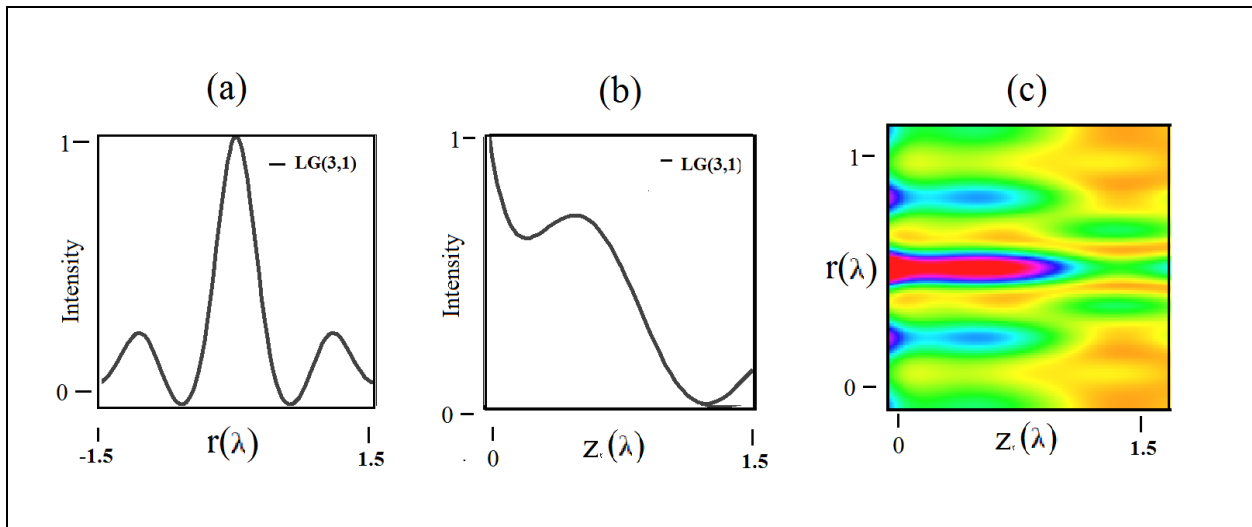 (a)
1
— LG(3,1)
Intensity
0
-1.5
r(λ)
1.5
(b)
1
– LG(3,1)
Intensity
0
0
z (λ)
1.5
(c)
1
r(λ)
0
0
z (λ)
1.5